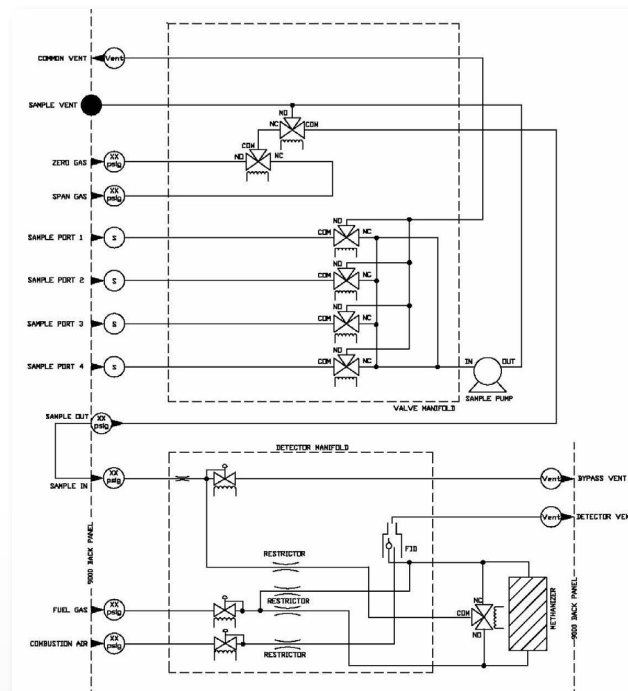 COMMON VENT
Vent
SAMPLE VENT
NO
NC
COM
COM
NO
NC
ZERO GAS
XX
psig
SPAN GAS
XX
psig
SAMPLE PORT 1
S
NO
COM
NC
SAMPLE PORT 2
S
NO
COM
NC
SAMPLE PORT 3
S
NO
COM
NC
SAMPLE PORT 4
S
NO
COM
NC
IN
OUT
SAMPLE PUMP
VALVE MANIFOLD
SAMPLE OUT
XX
psig
DETECTOR MANIFOLD
SAMPLE IN
XX
psig
Vent
BYPASS VENT
Vent
DETECTOR VEN
FID
9000 BACK PANEL
RESTRICTOR
RESTRICTOR
FUEL GAS
XX
psig
NC
COM
NO
METHANIZER
9000 BACK PANEL
COMBUSTION AIR
XX
psig
RESTRICTOR